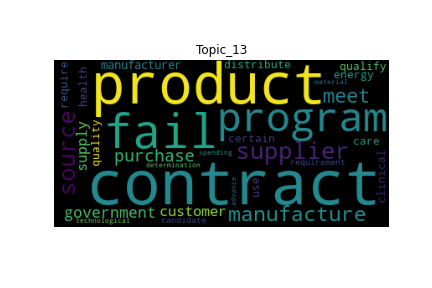 Topic_13
manufacturer
distribute
qualify
require
health
product
material
energy
meet
source
supply
quality
fail
program
certain
care
purchase
supplier
spending
requirement
determination
clinical
contract
use
advance
government
customer
manufacture
technological
candidate